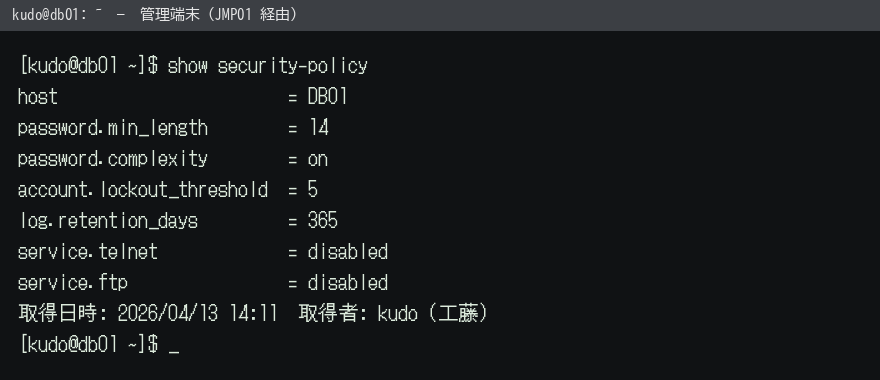 kudo@db01: ~ — 管理端末 (JMP01 経由)
[kudo@db01 ~]$ show security-policy
host = DB01
password.min_length = 14
password.complexity = on
account.lockout_threshold = 5
log.retention_days = 365
service.telnet = disabled
service.ftp = disabled
取得日時: 2026/04/13 14:11 取得者: kudo (工藤)
[kudo@db01 ~]$ _